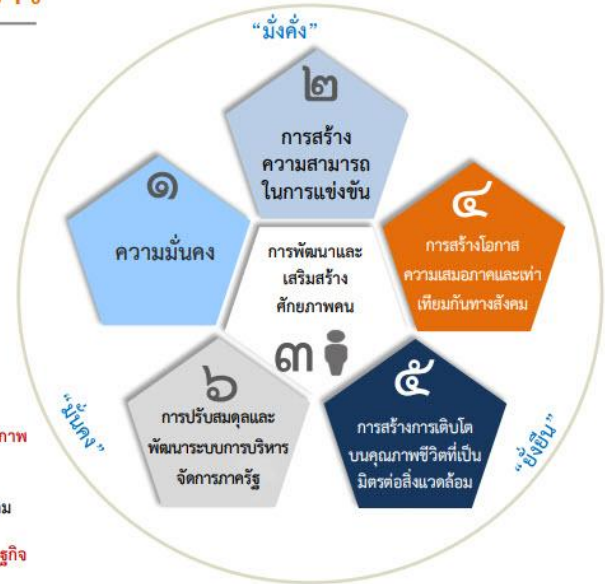 “มั่งคั่ง”
๒
การสร้าง
ความสามารถ
ในการแข่งขัน
๑
ความมั่นคง
๔
การสร้างโอกาส
ความเสมอภาคและเท่า
เทียมกันทางสังคม
การพัฒนาและ
เสริมสร้าง
ศักยภาพคน
๓
๖
การปรับสมดุลและ
พัฒนาระบบการบริหาร
จัดการภาครัฐ
๕
การสร้างการเติบโต
บนคุณภาพชีวิตที่เป็น
มิตรต่อสิ่งแวดล้อม
“มั่นคง”
“ยั่งยืน”